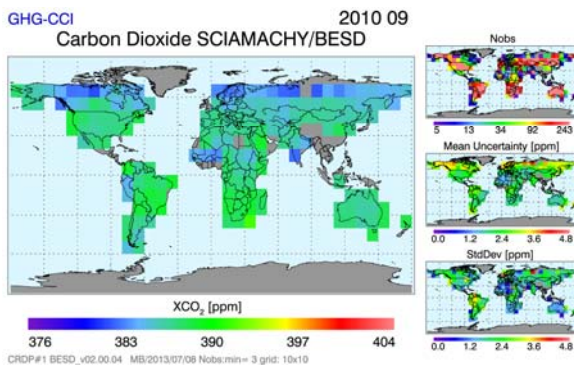 GHG-CCI
2010 09
Carbon Dioxide SCIAMACHY/BESD
XCO₂ [ppm]
376 383 390 397 404
CRDP#1 BESD_v02.00.04 MB/2013/07/08 Nobs:min= 3 grid: 10x10
Nobs
5 13 34 92 243
Mean Uncertainty [ppm]
0.0 1.2 2.4 3.6 4.8
StdDev [ppm]
0.0 1.2 2.4 3.6 4.8